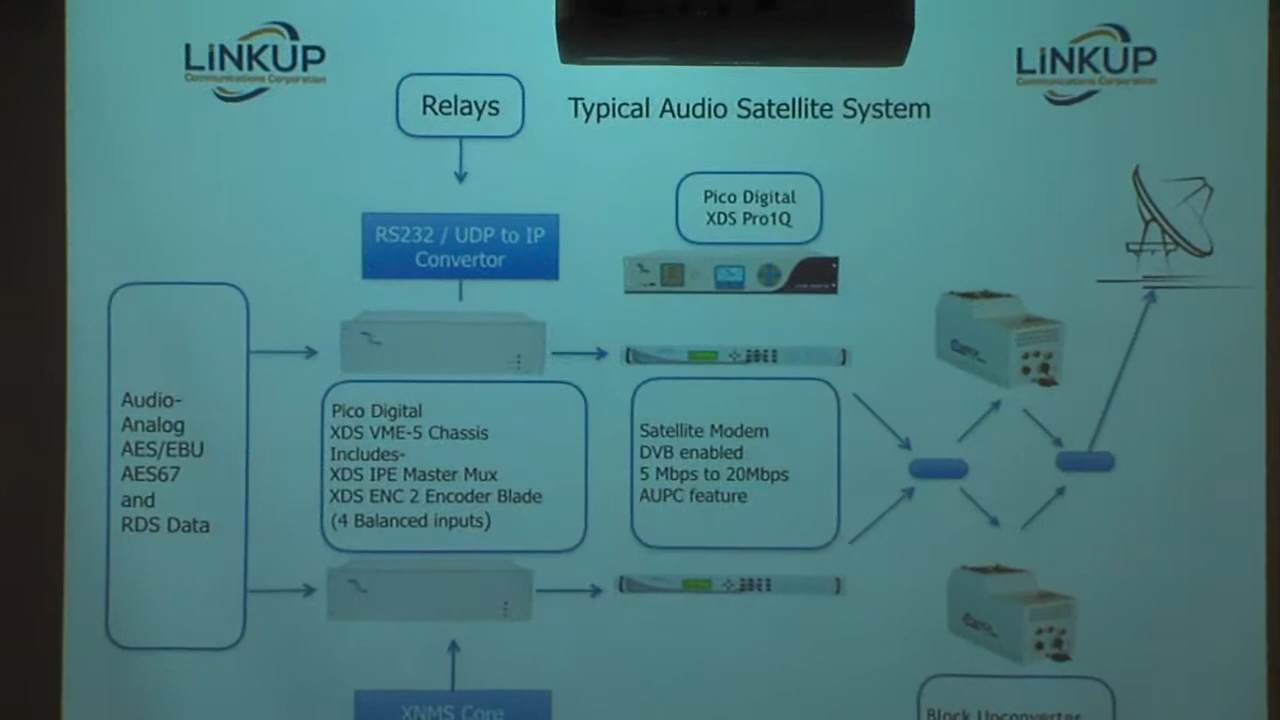 LiNKUP
Communications Corporation
LiNKUP
Communications Corporation
Relays
Typical Audio Satellite System
Pico Digital
XDS Pro1Q
RS232 / UDP to IP
Convertor
Audio-
Analog
AES/EBU
AES67
and
RDS Data
Pico Digital
XDS VME-5 Chassis
Includes-
XDS IPE Master Mux
XDS ENC 2 Encoder Blade
(4 Balanced inputs)
Satellite Modem
DVB enabled
5 Mbps to 20Mbps
AUPC feature
XNMS Core
Block Upconverter